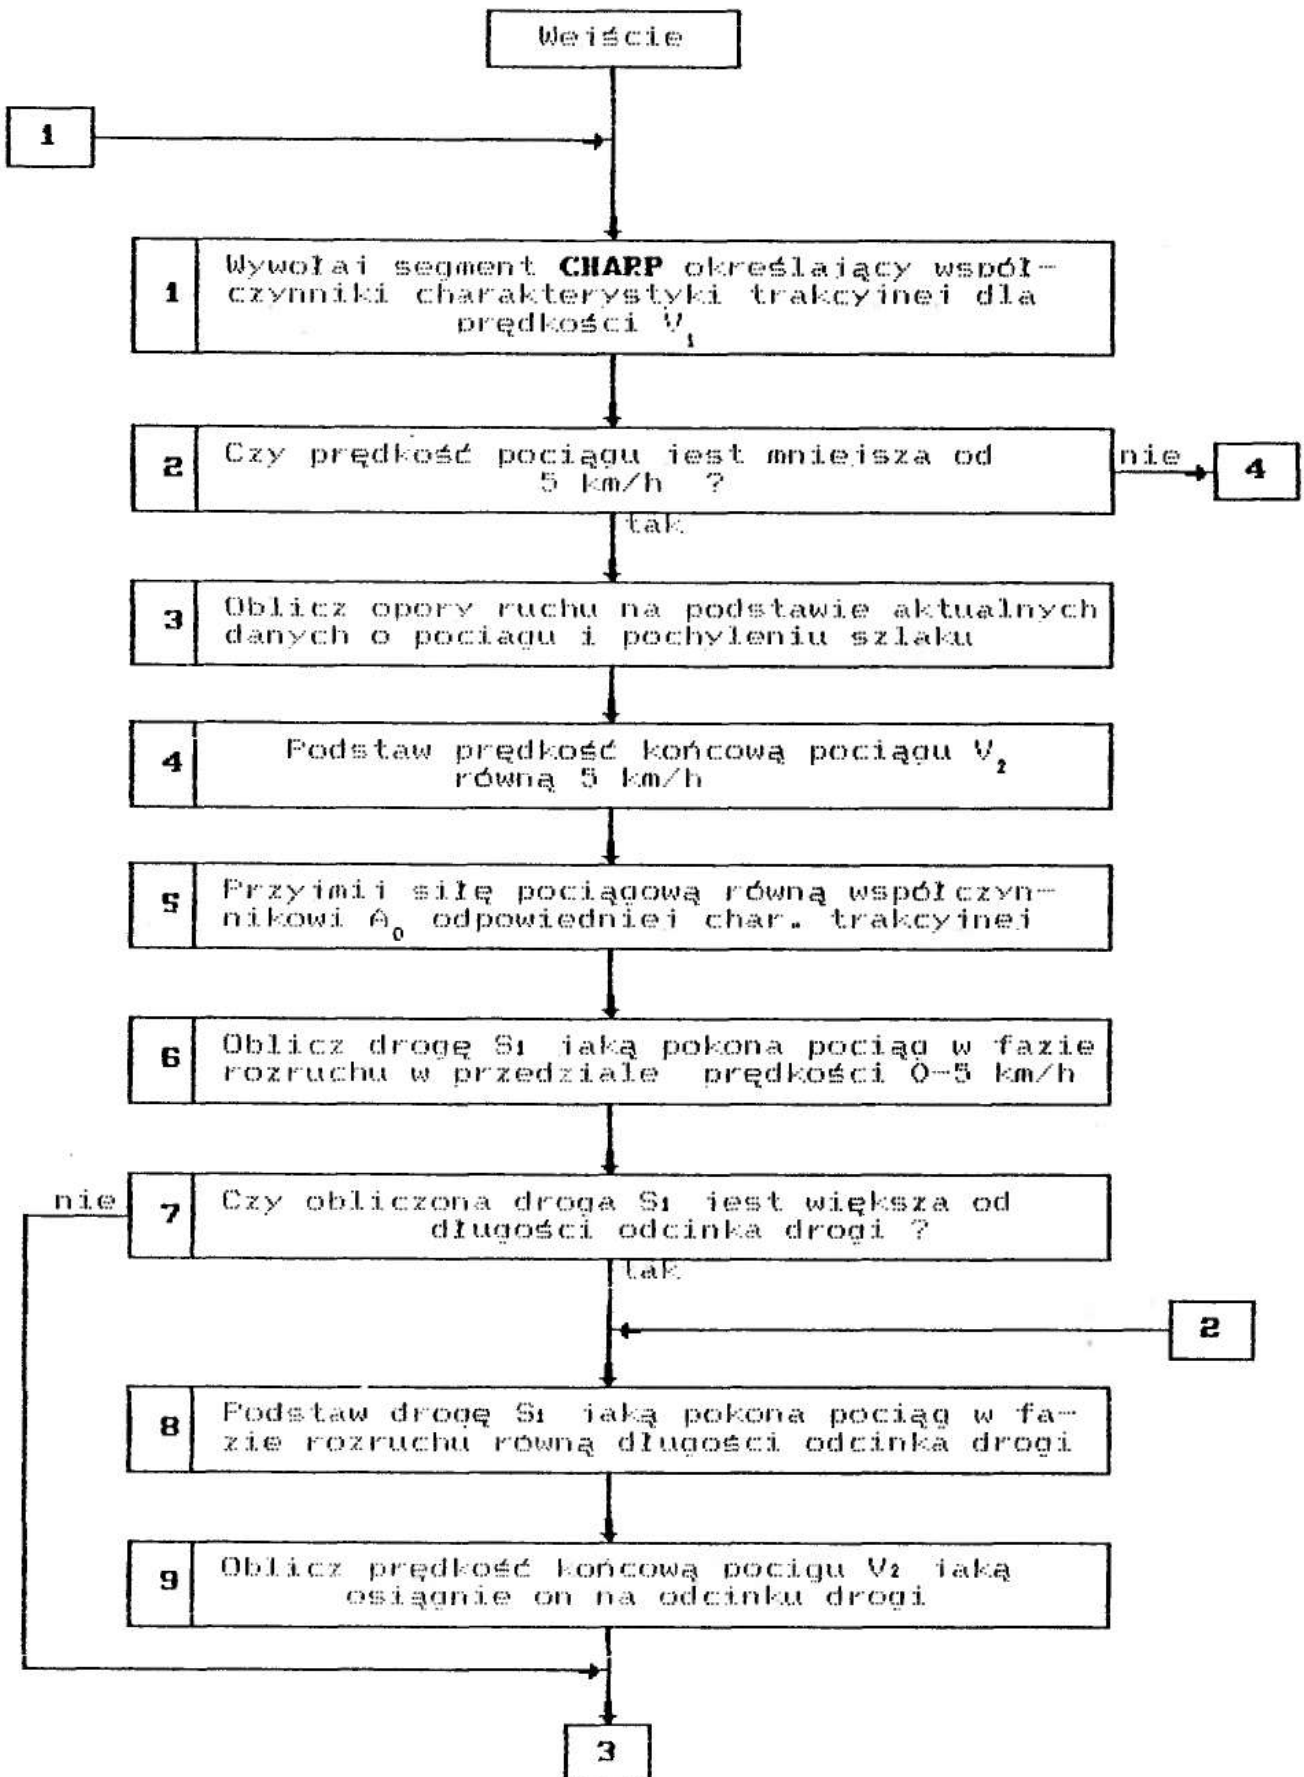 Wejście
1
1
Wywołaj segment CHARP określający współ-
czynniki charakterystyki trakcyjnej dla
prędkości V₁
2
Czy prędkość pociągu jest mniejsza od
5 km/h ?
nie
4
tak
3
Oblicz opory ruchu na podstawie aktualnych
danych o pociagu i pochyleniu szlaku
4
Podstaw prędkość końcową pociągu V₂
równą 5 km/h
5
Przyjmij siłę pociągową równą współczyn-
nikowi A₀ odpowiedniej char. trakcyjnej
6
Oblicz drogę S₁ jaką pokona pociąg w fazie
rozruchu w przedziale prędkości 0-5 km/h
nie
7
Czy obliczona droga S₁ jest większa od
długości odcinka drogi ?
tak
2
8
Podstaw drogę S₁ jaką pokona pociąg w fa-
zie rozruchu równą długości odcinka drogi
9
Oblicz prędkość końcową pocigu V₂ jaką
osiągnie on na odcinku drogi
3